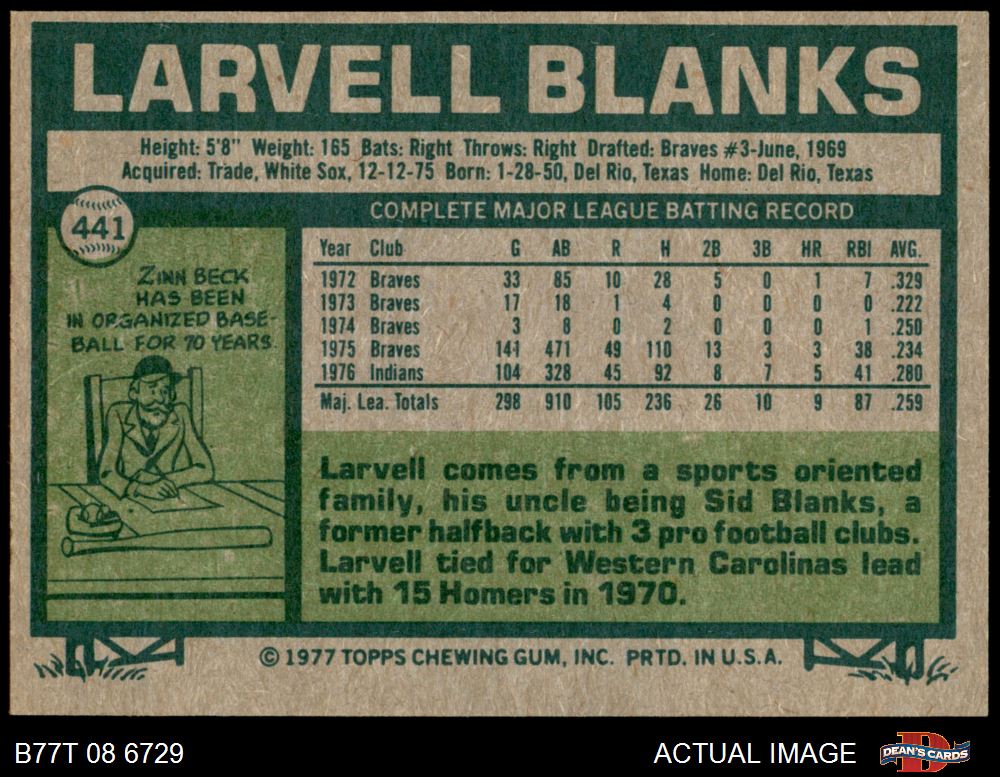 LARVELL BLANKS
Height: 5'8" Weight: 165 Bats: Right Throws: Right Drafted: Braves #3-June, 1969
Acquired: Trade, White Sox, 12-12-75 Born: 1-28-50, Del Rio, Texas Home: Del Rio, Texas
441
ZINN BECK
HAS BEEN
IN ORGANIZED BASE-
BALL FOR 70 YEARS.
COMPLETE MAJOR LEAGUE BATTING RECORD
Year Club G AB R H 2B 3B HR RBI AVG.
1972 Braves 33 85 10 28 5 0 1 7 .329
1973 Braves 17 18 1 4 0 0 0 0 .222
1974 Braves 3 8 0 2 0 0 0 1 .250
1975 Braves 141 471 49 110 13 3 3 38 .234
1976 Indians 104 328 45 92 8 7 5 41 .280
Maj. Lea. Totals 298 910 105 236 26 10 9 87 .259
Larvell comes from a sports oriented
family, his uncle being Sid Blanks, a
former halfback with 3 pro football clubs.
Larvell tied for Western Carolinas lead
with 15 Homers in 1970.
© 1977 TOPPS CHEWING GUM, INC. PRTD. IN U.S.A.
B77T 08 6729
ACTUAL IMAGE
DEAN'S CARDS